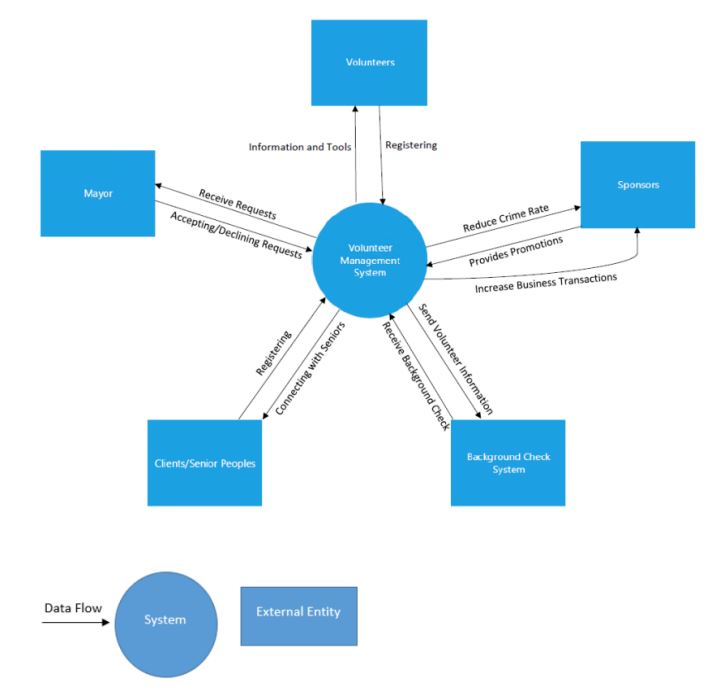 Volunteers
Information and Tools
Registering
Mayor
Receive Requests
Accepting/Declining Requests
Sponsors
Reduce Crime Rate
Provides Promotions
Increase Business Transactions
Volunteer
Management
System
Registering
Connecting with Seniors
Receive Background Check
Send Volunteer Information
Clients/Senior Peoples
Background Check
System
Data Flow
System
External Entity